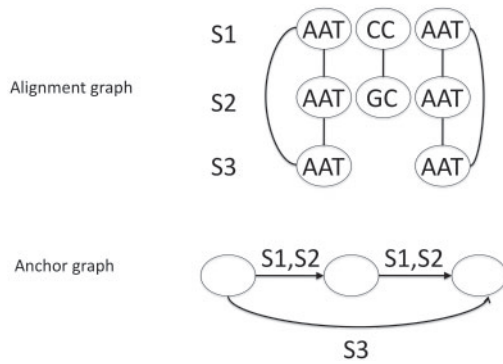 S1 AAT CC AAT
Alignment graph
S2 AAT GC AAT
S3 AAT AAT
S1,S2 S1,S2
Anchor graph
S3